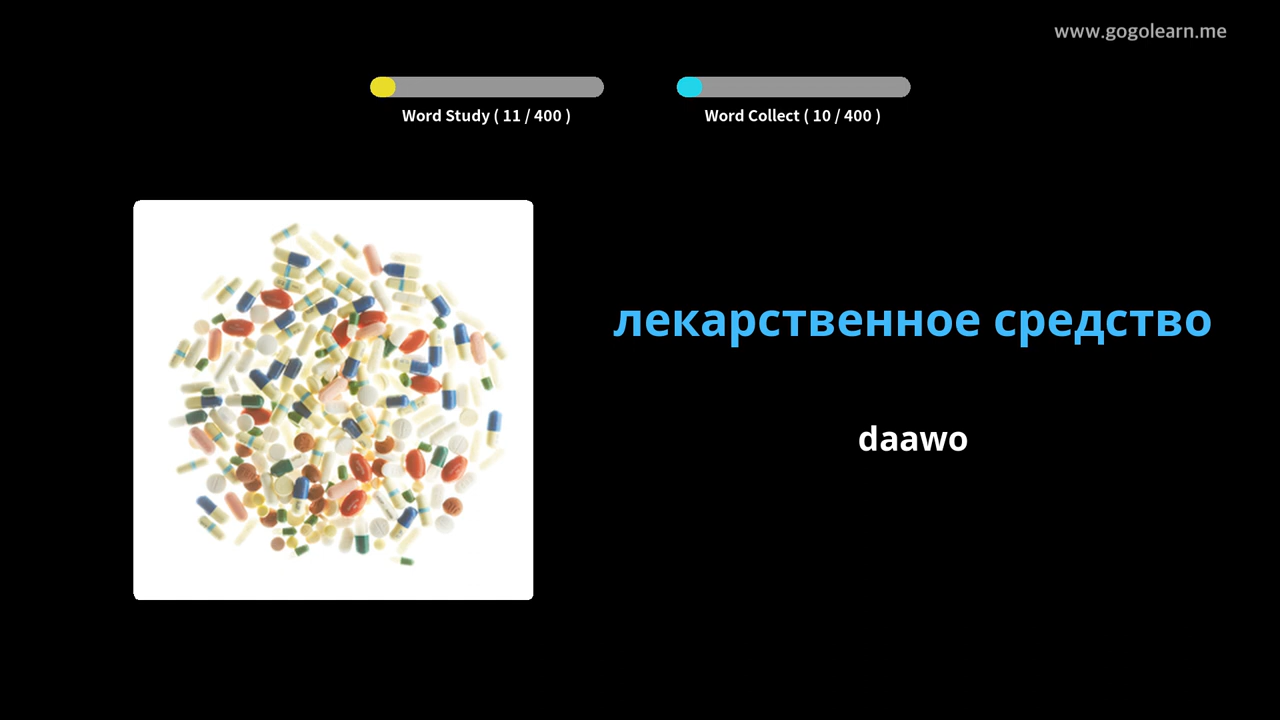 www.gogolearn.me
Word Study ( 11 / 400 )
Word Collect ( 10 / 400 )
лекарственное средство
daawo